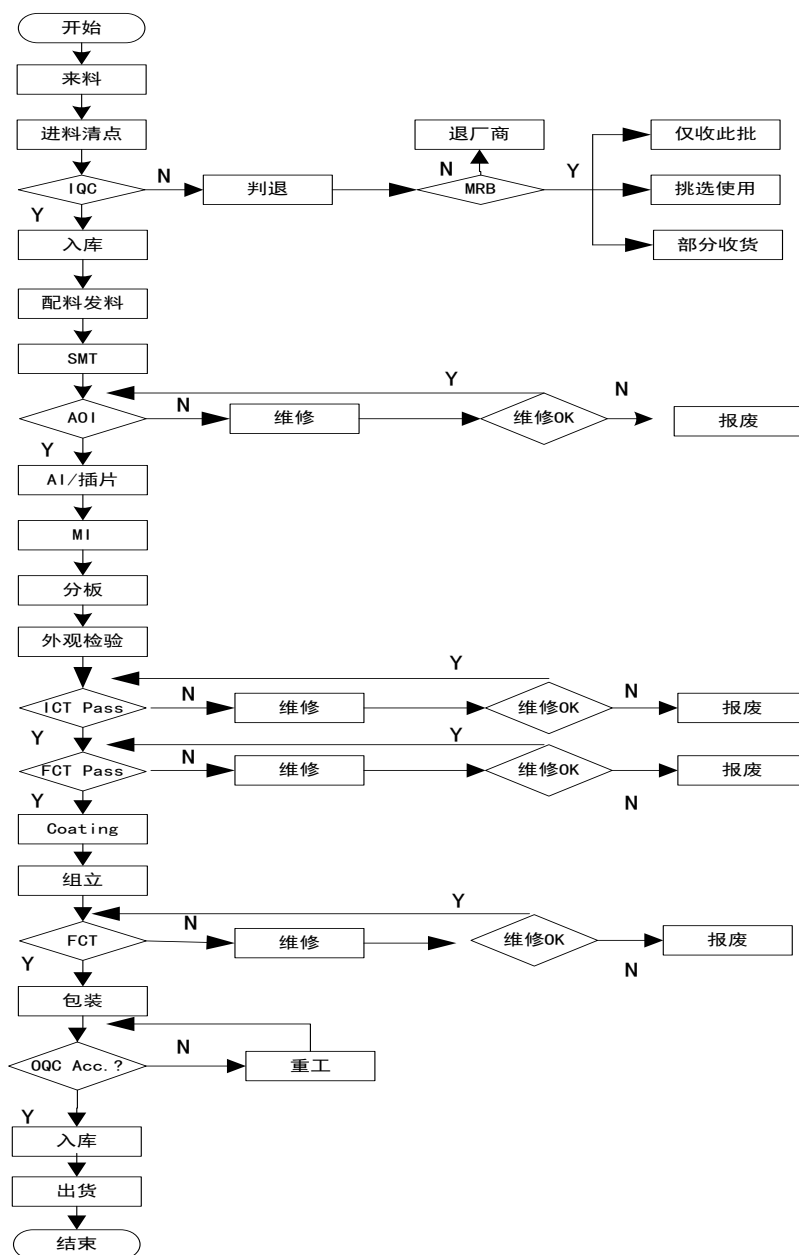 开始
来料
进料清点
退厂商
仅收此批
IQC
N
判退
N
MRB
Y
挑选使用
Y
入库
部分收货
配料发料
SMT
Y
N
AOI
N
维修
维修OK
报废
Y
AI/插片
MI
分板
外观检验
Y
ICT Pass
N
维修
维修OK
N
报废
Y
Y
FCT Pass
N
维修
维修OK
报废
Y
N
Coating
组立
Y
FCT
N
维修
维修OK
报废
Y
N
包装
OQC Acc.?
N
重工
Y
入库
出货
结束